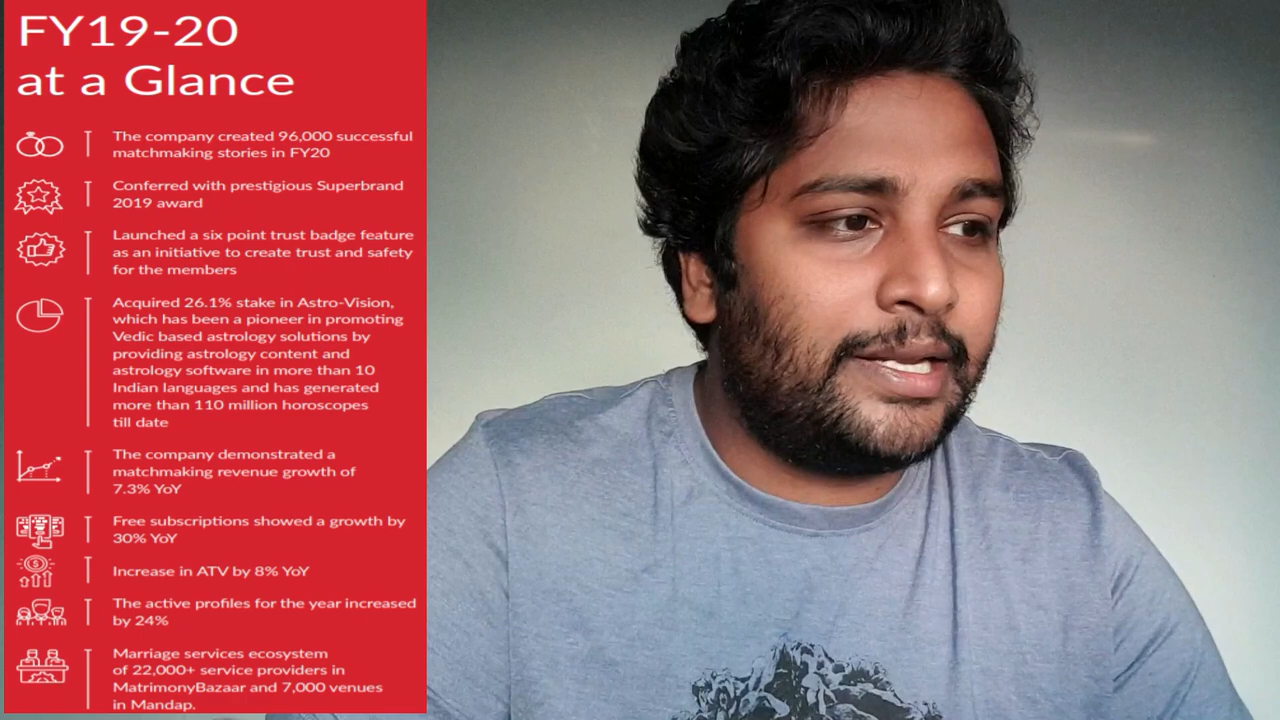 FY19-20
at a Glance
The company created 96,000 successful
matchmaking stories in FY20
Conferred with prestigious Superbrand
2019 award
Launched a six point trust badge feature
as an initiative to create trust and safety
for the members
Acquired 26.1% stake in Astro-Vision,
which has been a pioneer in promoting
Vedic based astrology solutions by
providing astrology content and
astrology software in more than 10
Indian languages and has generated
more than 110 million horoscopes
till date
The company demonstrated a
matchmaking revenue growth of
7.3% YoY
Free subscriptions showed a growth by
30% YoY
Increase in ATV by 8% YoY
The active profiles for the year increased
by 24%
Marriage services ecosystem
of 22,000+ service providers in
MatrimonyBazaar and 7,000 venues
in Mandap.